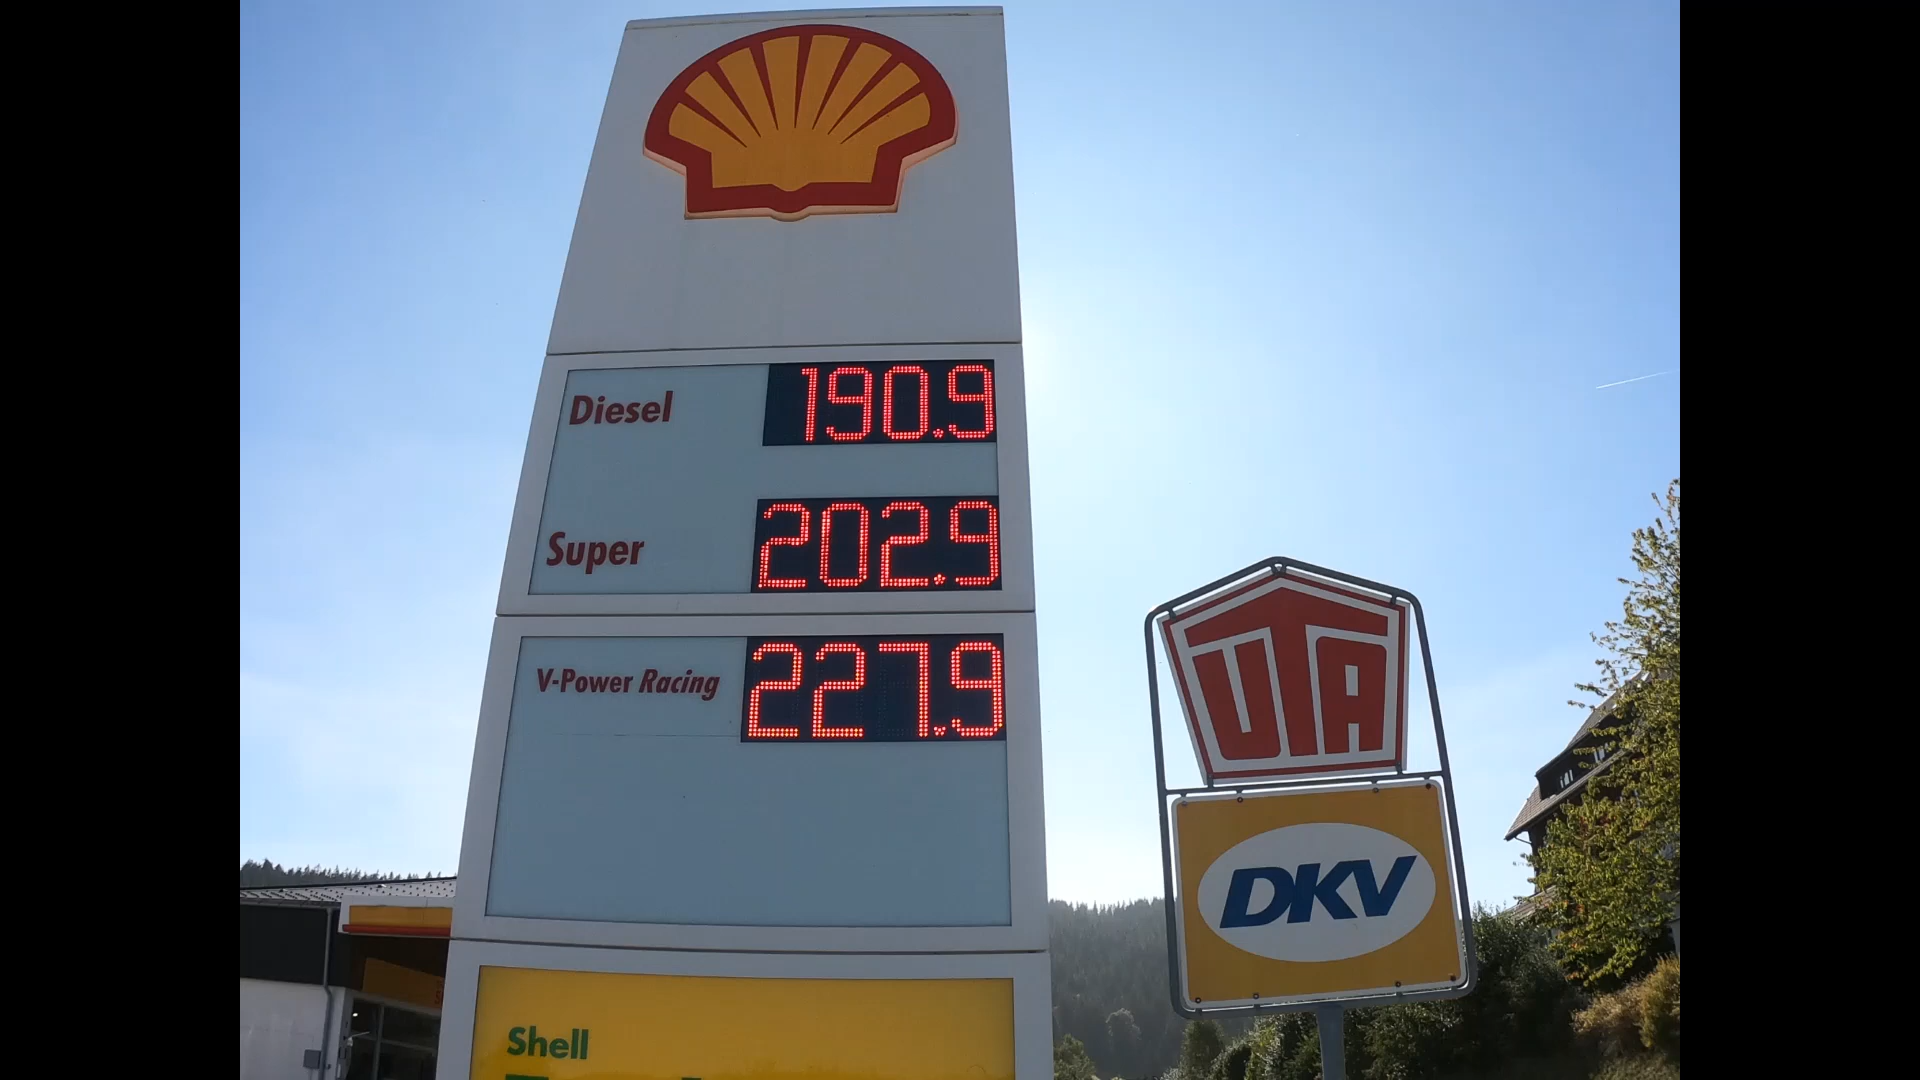 Diesel 190.9
Super 202.9
V-Power Racing 227.9
Shell
UTA
DKV